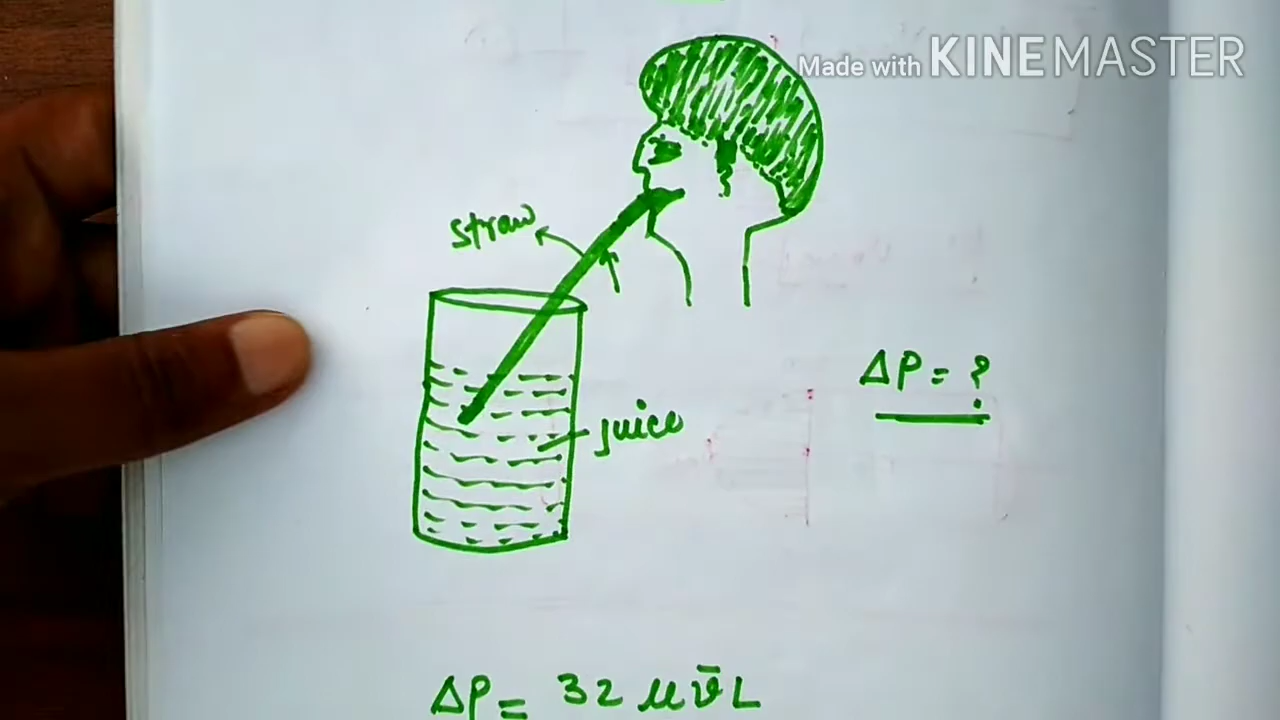 Made with KINEMASTER
straw
ΔP = ?
juice
ΔP = 32 μ v̄ L